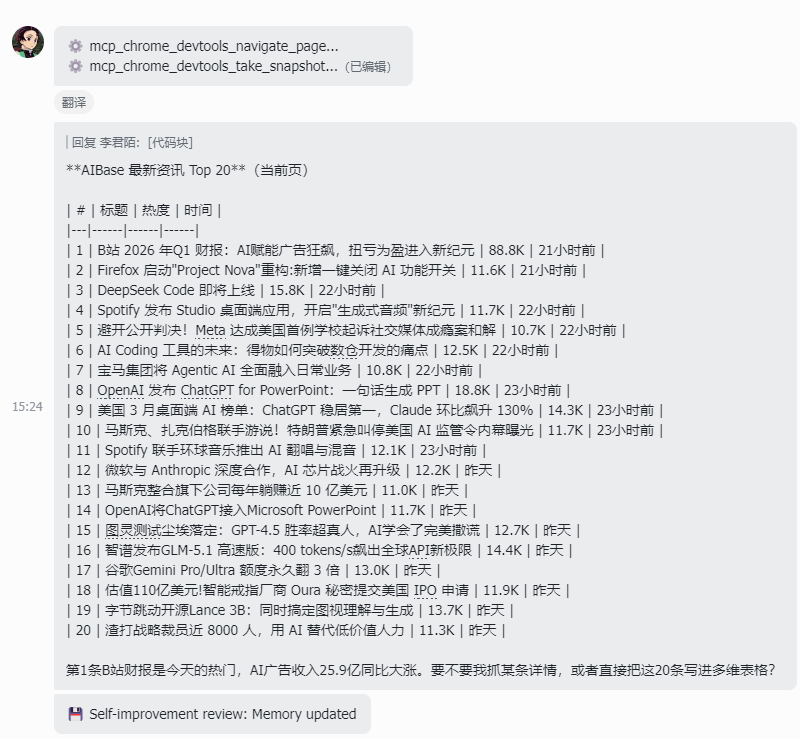 mcp_chrome_devtools_navigate_page...
mcp_chrome_devtools_take_snapshot...（已编辑）
翻译
回复 李君陌：[代码块]
**AIBase 最新资讯 Top 20**（当前页）
| # | 标题 | 热度 | 时间 |
|---|------|------|------|
| 1 | B站 2026 年Q1 财报：AI赋能广告狂飙，扭亏为盈进入新纪元 | 88.8K | 21小时前 |
| 2 | Firefox 启动"Project Nova"重构:新增一键关闭 AI 功能开关 | 11.6K | 21小时前 |
| 3 | DeepSeek Code 即将上线 | 15.8K | 22小时前 |
| 4 | Spotify 发布 Studio 桌面端应用，开启"生成式音频"新纪元 | 11.7K | 22小时前 |
| 5 | 避开公开判决！Meta 达成美国首例学校起诉社交媒体成瘾案和解 | 10.7K | 22小时前 |
| 6 | AI Coding 工具的未来：得物如何突破数仓开发的痛点 | 12.5K | 22小时前 |
| 7 | 宝马集团将 Agentic AI 全面融入日常业务 | 10.8K | 22小时前 |
| 8 | OpenAI 发布 ChatGPT for PowerPoint：一句话生成 PPT | 18.8K | 23小时前 |
| 9 | 美国 3 月桌面端 AI 榜单：ChatGPT 稳居第一，Claude 环比飙升 130% | 14.3K | 23小时前 |
| 10 | 马斯克、扎克伯格联手游说！特朗普紧急叫停美国 AI 监管令内幕曝光 | 11.7K | 23小时前 |
| 11 | Spotify 联手环球音乐推出 AI 翻唱与混音 | 12.1K | 23小时前 |
| 12 | 微软与 Anthropic 深度合作，AI 芯片战火再升级 | 12.2K | 昨天 |
| 13 | 马斯克整合旗下公司每年躺赚近 10 亿美元 | 11.0K | 昨天 |
| 14 | OpenAI将ChatGPT接入Microsoft PowerPoint | 11.7K | 昨天 |
| 15 | 图灵测试尘埃落定：GPT-4.5 胜率超真人，AI学会了完美撒谎 | 12.7K | 昨天 |
| 16 | 智谱发布GLM-5.1 高速版：400 tokens/s飙出全球API新极限 | 14.4K | 昨天 |
| 17 | 谷歌Gemini Pro/Ultra 额度永久翻 3 倍 | 13.0K | 昨天 |
| 18 | 估值110亿美元!智能戒指厂商 Oura 秘密提交美国 IPO 申请 | 11.9K | 昨天 |
| 19 | 字节跳动开源Lance 3B：同时搞定图视理解与生成 | 13.7K | 昨天 |
| 20 | 渣打战略裁员近 8000 人，用 AI 替代低价值人力 | 11.3K | 昨天 |
第1条B站财报是今天的热门，AI广告收入25.9亿同比大涨。要不要我抓某条详情，或者直接把这20条写进多维表格？
15:24
Self-improvement review: Memory updated